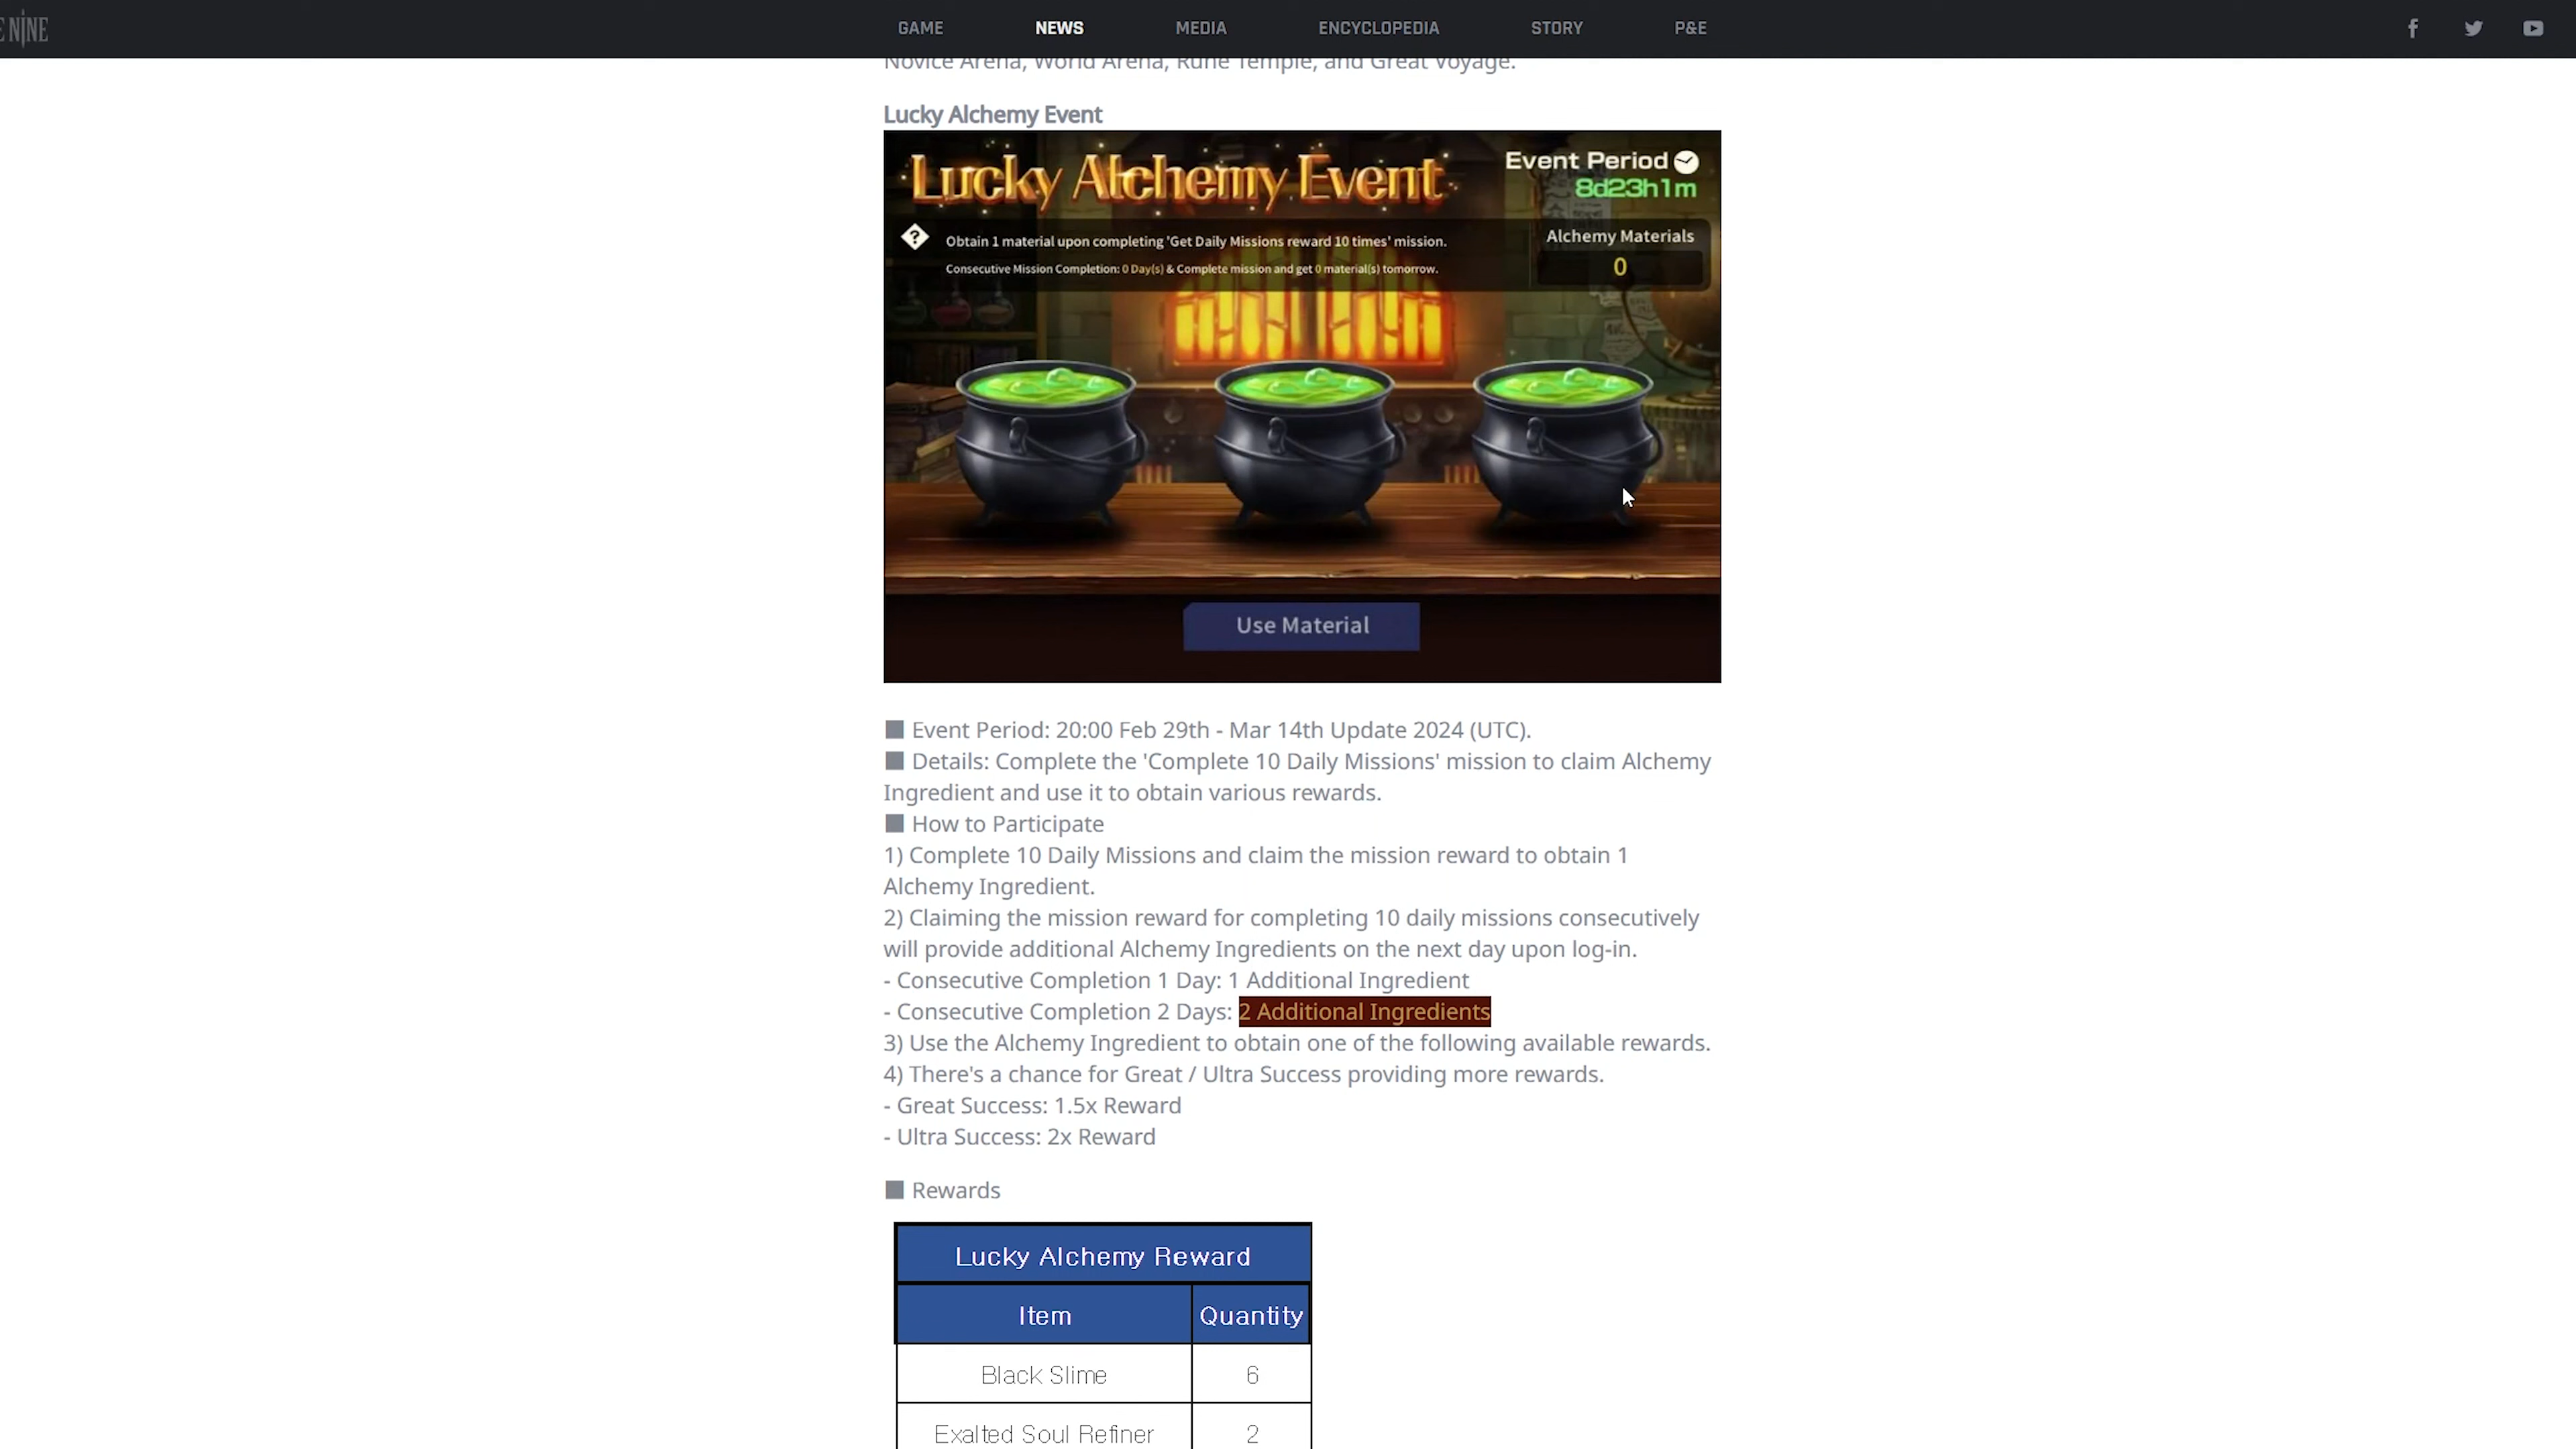 E NINE
GAME NEWS MEDIA ENCYCLOPEDIA STORY P&E
Novice Arena, World Arena, Rune Temple, and Great Voyage.
Lucky Alchemy Event
Lucky Alchemy Event
Event Period
8d23h1m
? Obtain 1 material upon completing 'Get Daily Missions reward 10 times' mission.
Consecutive Mission Completion: 0 Day(s) & Complete mission and get 0 material(s) tomorrow.
Alchemy Materials
0
Use Material
■ Event Period: 20:00 Feb 29th - Mar 14th Update 2024 (UTC).
■ Details: Complete the 'Complete 10 Daily Missions' mission to claim Alchemy
Ingredient and use it to obtain various rewards.
■ How to Participate
1) Complete 10 Daily Missions and claim the mission reward to obtain 1
Alchemy Ingredient.
2) Claiming the mission reward for completing 10 daily missions consecutively
will provide additional Alchemy Ingredients on the next day upon log-in.
- Consecutive Completion 1 Day: 1 Additional Ingredient
- Consecutive Completion 2 Days: 2 Additional Ingredients
3) Use the Alchemy Ingredient to obtain one of the following available rewards.
4) There's a chance for Great / Ultra Success providing more rewards.
- Great Success: 1.5x Reward
- Ultra Success: 2x Reward
■ Rewards
Lucky Alchemy Reward
Item Quantity
Black Slime 6
Exalted Soul Refiner 2